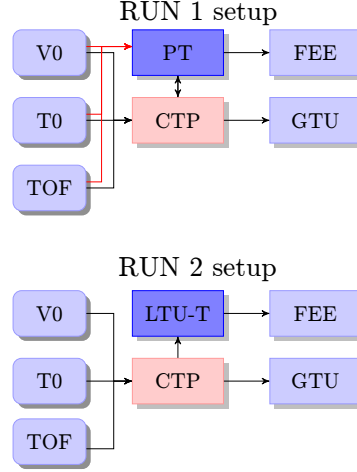 RUN 1 setup
V0
PT
FEE
T0
CTP
GTU
TOF
RUN 2 setup
V0
LTU-T
FEE
T0
CTP
GTU
TOF